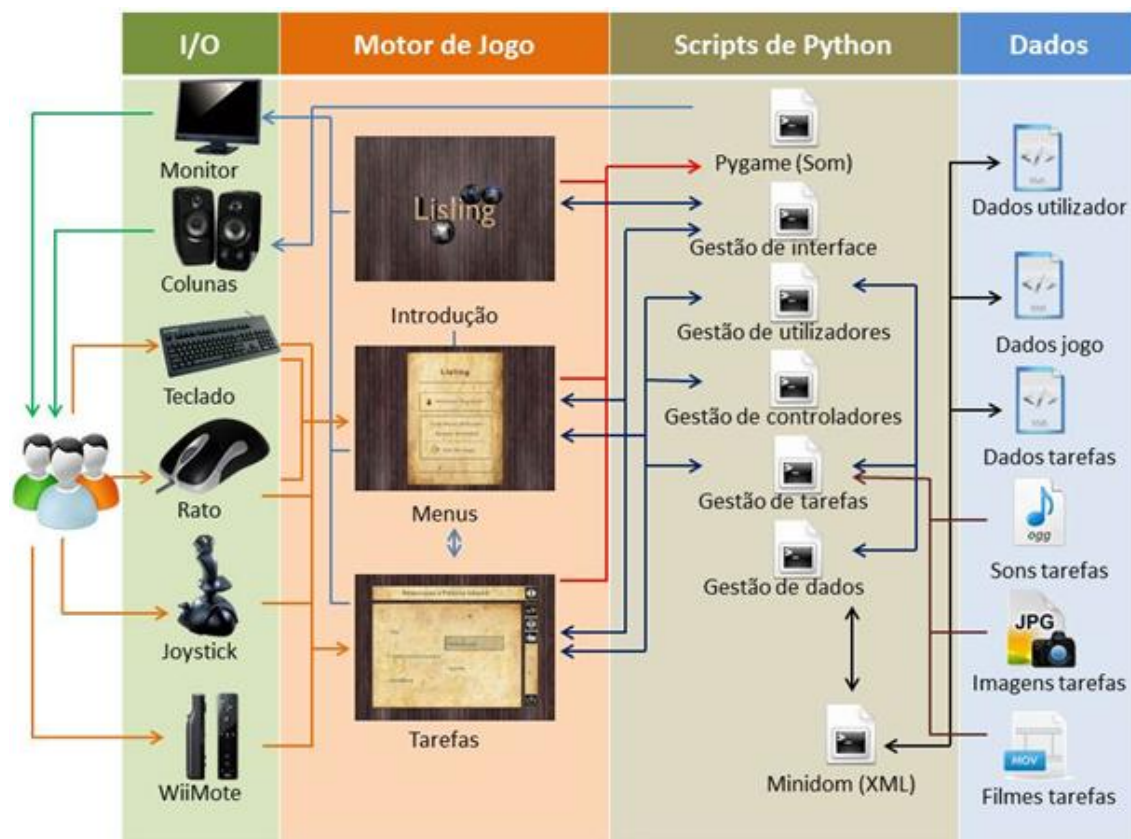 I/O
Motor de Jogo
Scripts de Python
Dados
Monitor
Colunas
Teclado
Rato
Joystick
WiiMote
Lisling
Introdução
Listing
Menus
Tarefas
Pygame (Som)
Gestão de interface
Gestão de utilizadores
Gestão de controladores
Gestão de tarefas
Gestão de dados
Minidom (XML)
Dados utilizador
Dados jogo
Dados tarefas
ogg
Sons tarefas
JPG
Imagens tarefas
MOV
Filmes tarefas